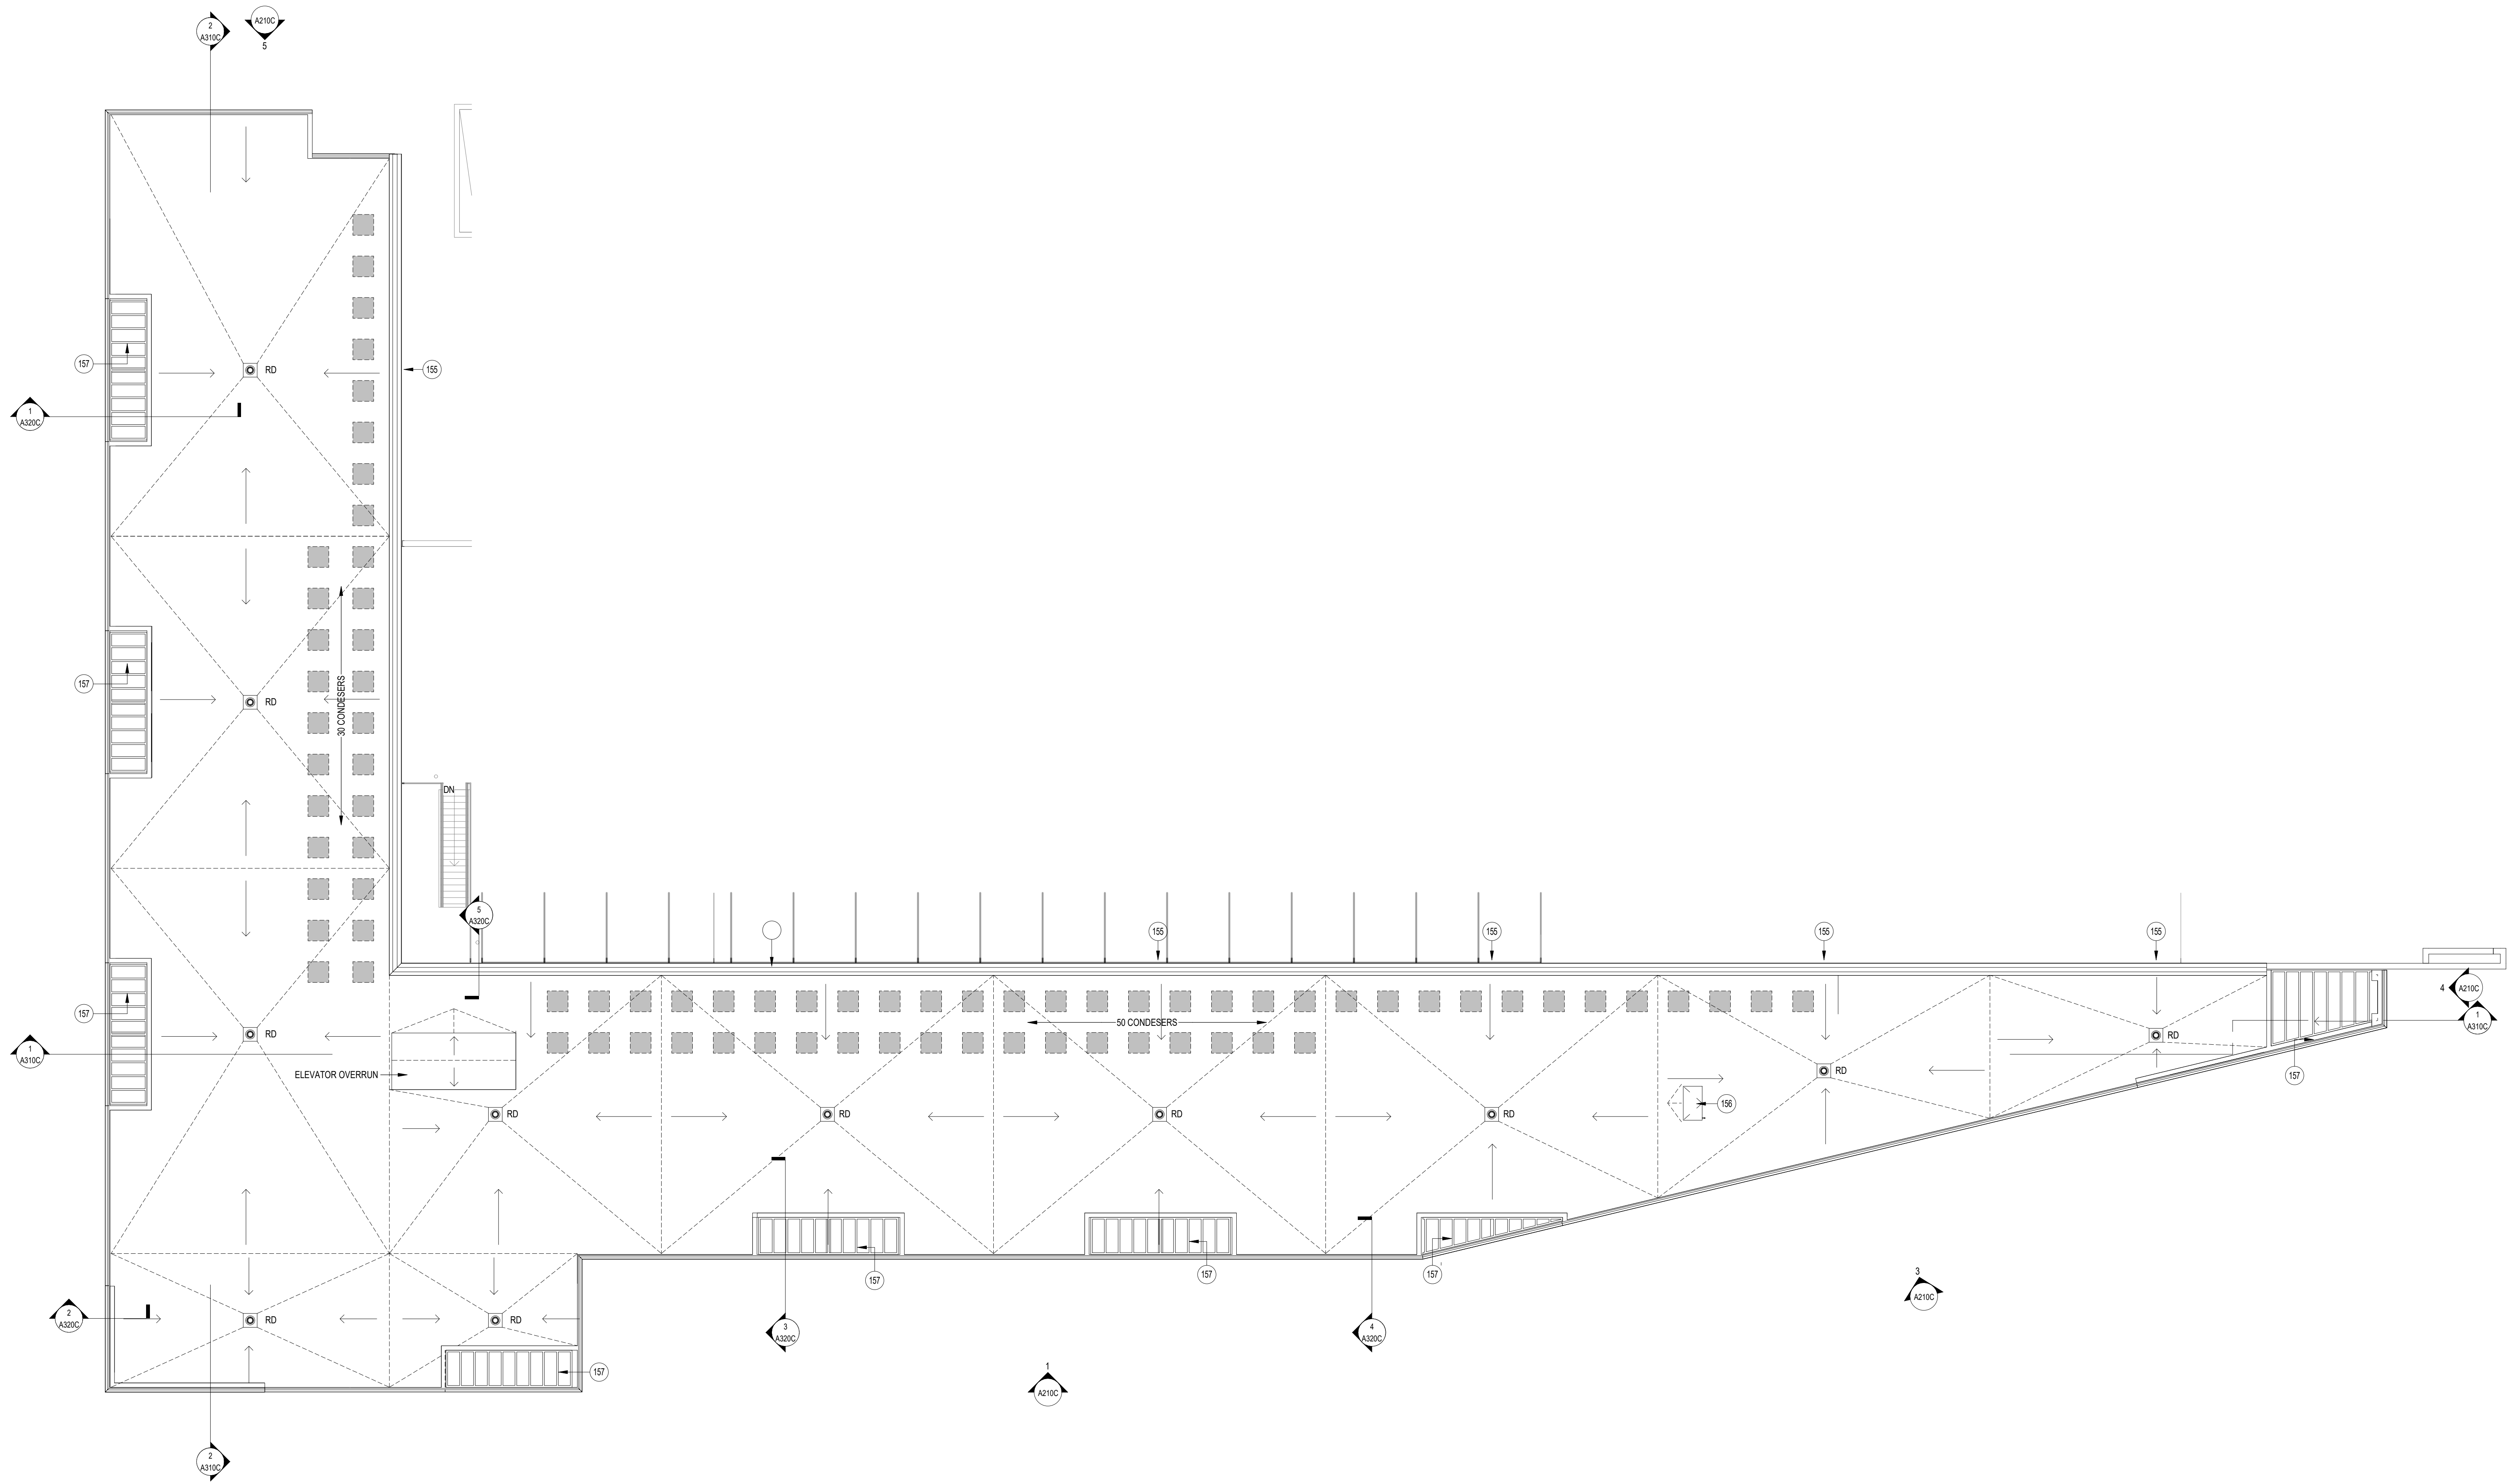 2
A310C
A210C
5
157
RD
155
1
A320C
157
RD
30 CONDESERS
DN
5
A320C
155
155
155
155
4
A210C
1
A310C
157
RD
1
A310C
50 CONDESERS
RD
ELEVATOR OVERRUN
RD
157
156
RD
RD
RD
RD
157
157
157
3
A210C
2
A320C
RD
RD
3
A320C
4
A320C
157
1
A210C
2
A310C